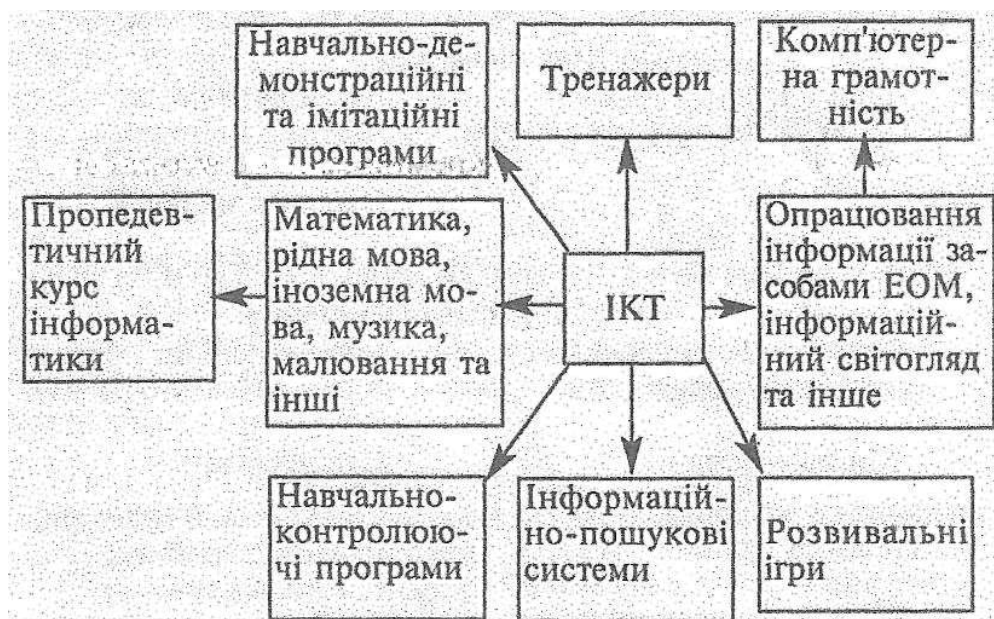 Навчально-де-
монстраційні
та імітаційні
програми
Тренажери
Комп'ютер-
на грамот-
ність
Пропедев-
тичний
курс
інформа-
тики
Математика,
рідна мова,
іноземна мо-
ва, музика,
малювання та
інші
ІКТ
Опрацювання
інформації за-
собами ЕОМ,
інформацій-
ний світогляд
та інше
Навчально-
контролюю-
чі програми
Інформацій-
но-пошукові
системи
Розвивальні
ігри